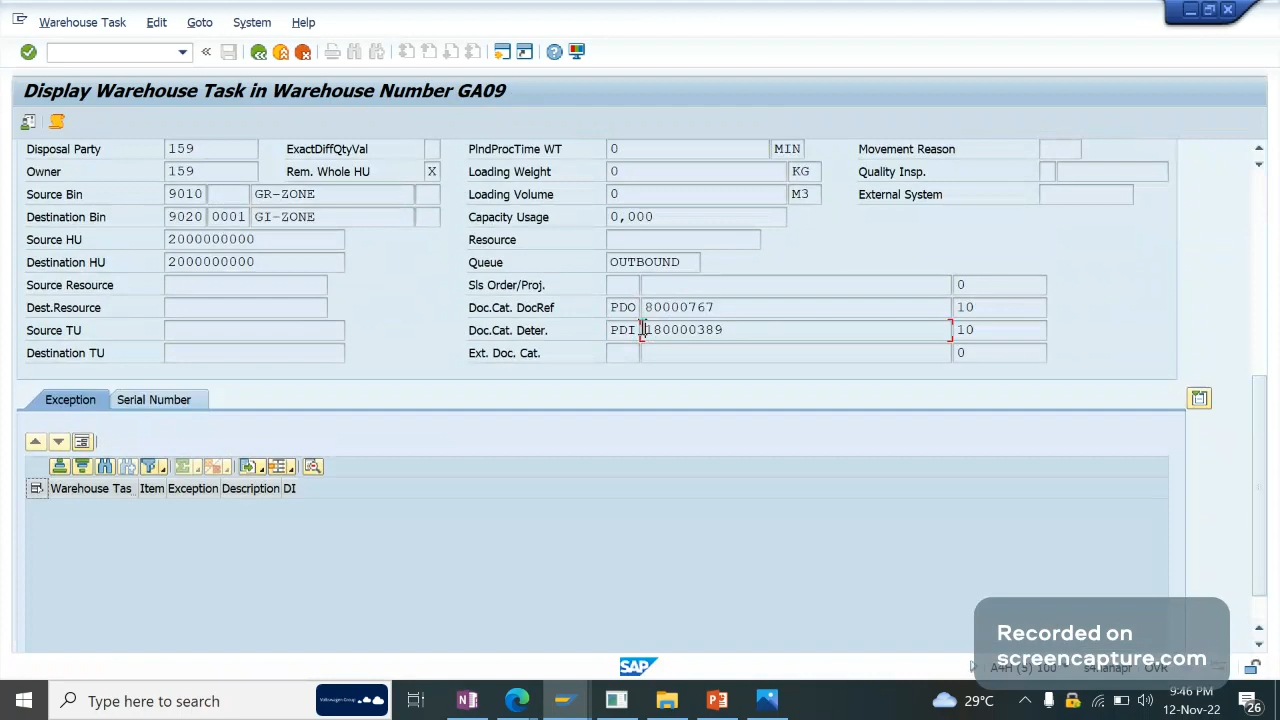 Warehouse Task Edit Goto System Help
Display Warehouse Task in Warehouse Number GA09
Disposal Party 159 ExactDiffQtyVal PlndProcTime WT 0 MIN Movement Reason
Owner 159 Rem. Whole HU X Loading Weight 0 KG Quality Insp.
Source Bin 9010 GR-ZONE Loading Volume 0 M3 External System
Destination Bin 9020 0001 GI-ZONE Capacity Usage 0,000
Source HU 2000000000 Resource
Destination HU 2000000000 Queue OUTBOUND
Source Resource Sls Order/Proj. 0
Dest.Resource Doc.Cat. DocRef PDO 80000767 10
Source TU Doc.Cat. Deter. PDI 180000389 10
Destination TU Ext. Doc. Cat. 0
Exception Serial Number
Warehouse Tas Item Exception Description DI
Recorded on
screencapture.com
SAP
OVR
Type here to search
29°C
9:46 PM
12-Nov-22
26